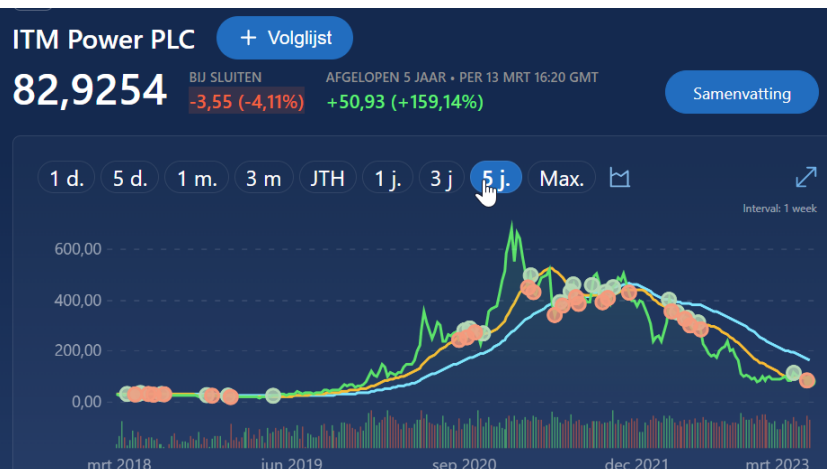 ITM Power PLC + Volglijst
82,9254
BIJ SLUITEN
-3,55 (-4,11%)
AFGELOPEN 5 JAAR • PER 13 MRT 16:20 GMT
+50,93 (+159,14%)
Samenvatting
1 d. 5 d. 1 m. 3 m JTH 1 j. 3 j 5 j. Max.
Interval: 1 week
600,00
400,00
200,00
0,00
mrt 2018 jun 2019 sep 2020 dec 2021 mrt 2023